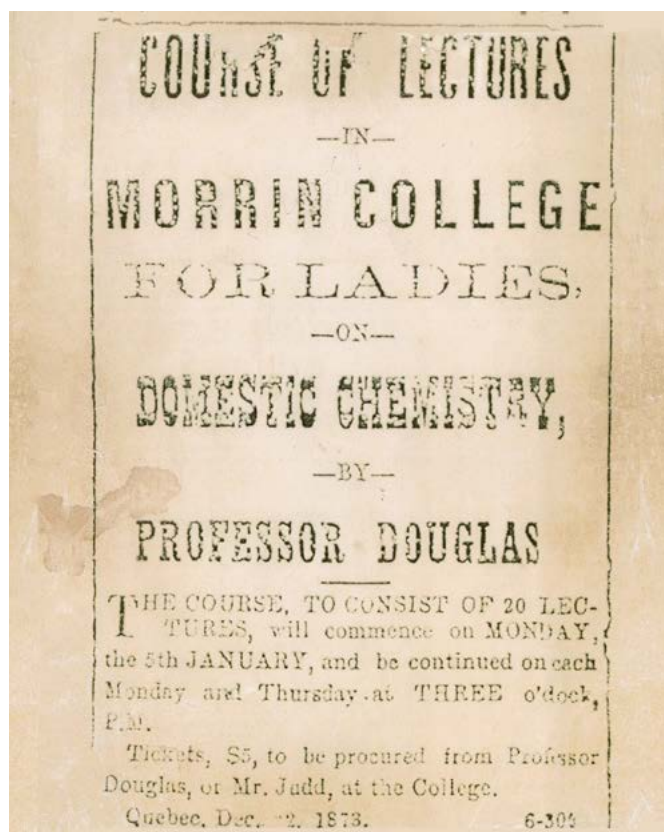 COURSE OF LECTURES
—IN—
MORRIN COLLEGE
FOR LADIES,
—ON—
DOMESTIC CHEMISTRY,
—BY—
PROFESSOR DOUGLAS
THE COURSE, TO CONSIST OF 20 LEC-
TURES, will commence on MONDAY,
the 5th JANUARY, and be continued on each
Monday and Thursday at THREE o'clock,
P.M.
Tickets, $5, to be procured from Professor
Douglas, or Mr. Judd, at the College.
Quebec, Dec. 1873.